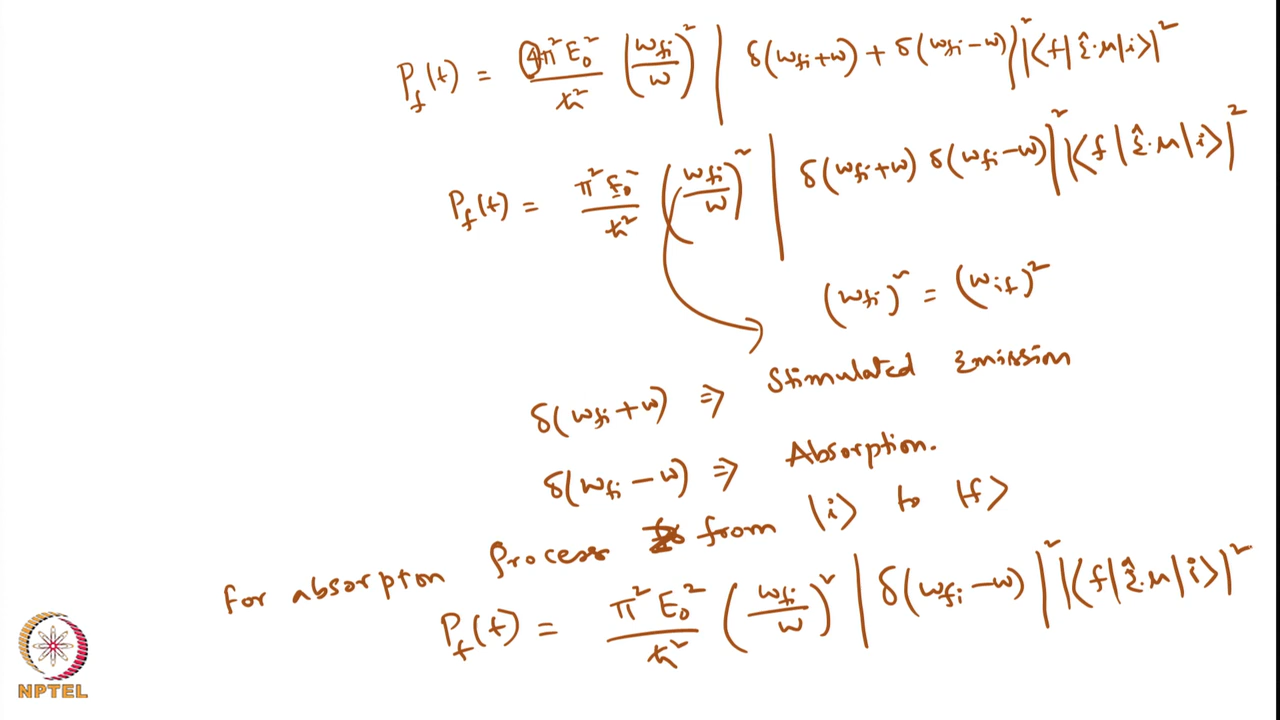 P_f(t) = 4π² E₀² / ħ² (ω_fi / ω)² | δ(ω_fi + ω) + δ(ω_fi − ω) |² |⟨f| ε̂·μ |i⟩|²
P_f(t) = π² E₀² / ħ² (ω_fi / ω)² | δ(ω_fi + ω) δ(ω_fi − ω) |² |⟨f| ε̂·μ |i⟩|²
(ω_fi)² = (ω_if)²
δ(ω_fi + ω) ⇒ Stimulated Emission
δ(ω_fi − ω) ⇒ Absorption.
for absorpton Process from |i⟩ to |f⟩
P_f(t) = π² E₀² / ħ² (ω_fi / ω)² | δ(ω_fi − ω) |² |⟨f| ε̂·μ |i⟩|²
NPTEL